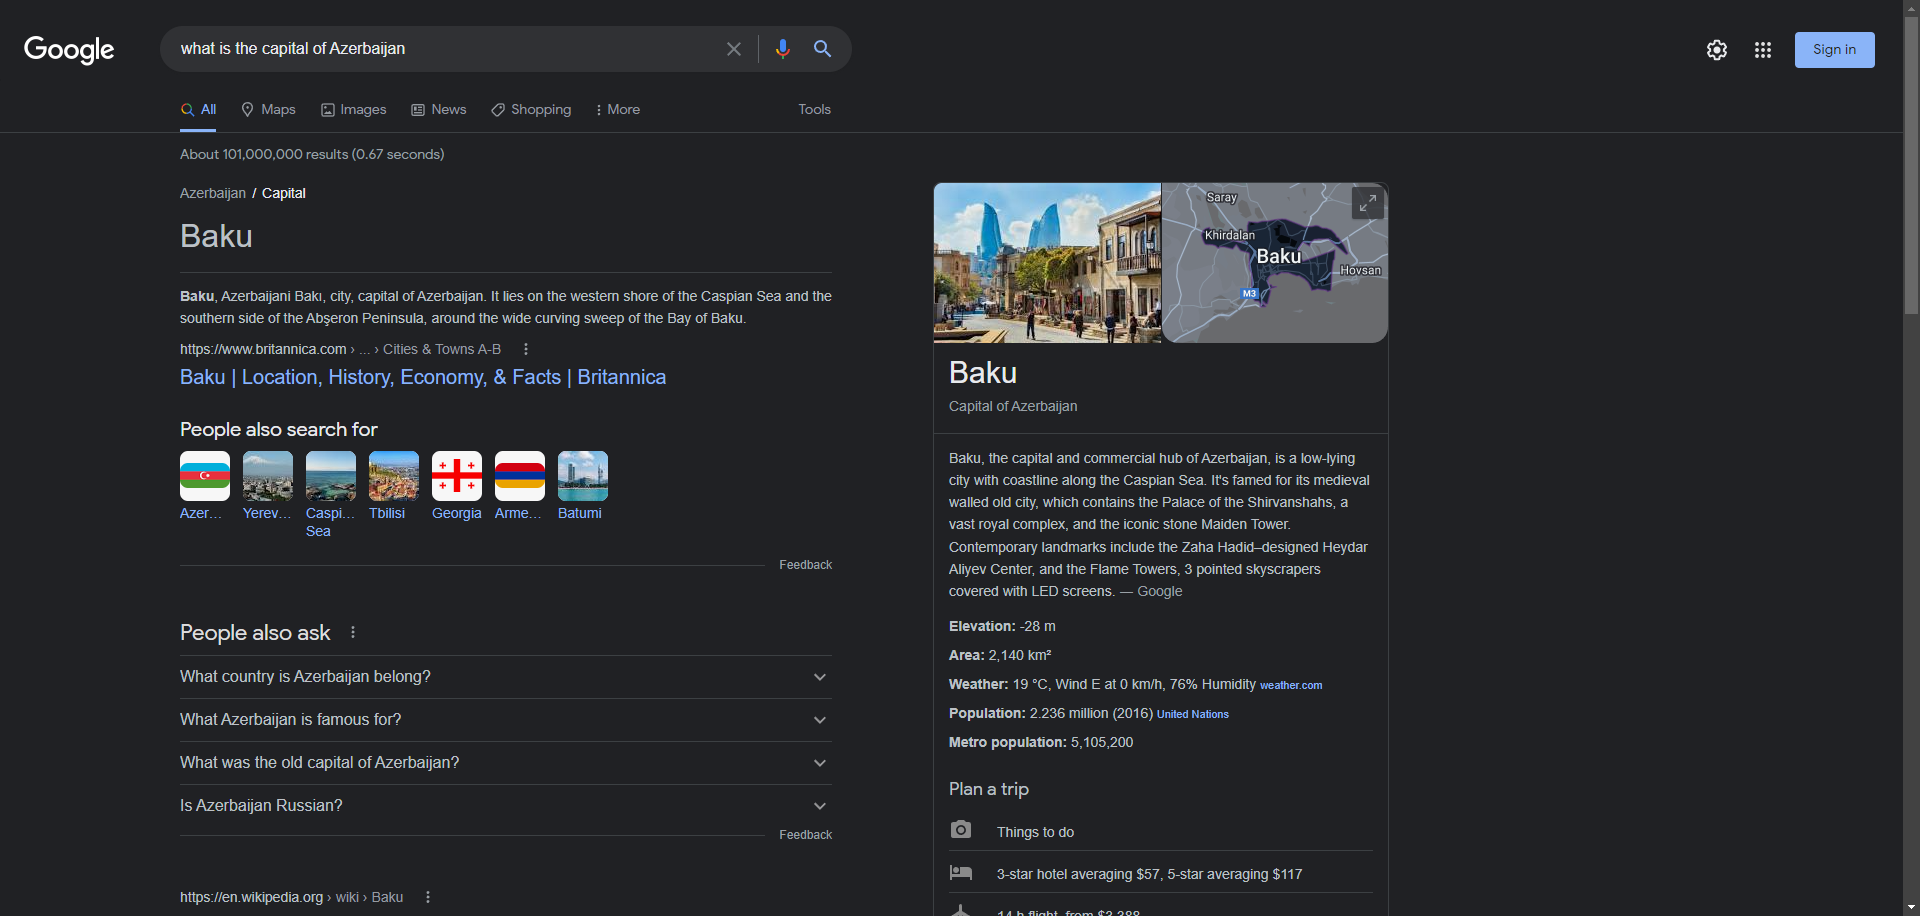 Google
what is the capital of Azerbaijan
Sign in
All
Maps
Images
News
Shopping
More
Tools
About 101,000,000 results (0.67 seconds)
Azerbaijan / Capital
Baku
Baku, Azerbaijani Bakı, city, capital of Azerbaijan. It lies on the western shore of the Caspian Sea and the
southern side of the Abşeron Peninsula, around the wide curving sweep of the Bay of Baku.
https://www.britannica.com › ... › Cities & Towns A-B
Baku | Location, History, Economy, & Facts | Britannica
People also search for
Azer...
Yerev...
Caspi...
Sea
Tbilisi
Georgia
Arme...
Batumi
Feedback
People also ask
What country is Azerbaijan belong?
What Azerbaijan is famous for?
What was the old capital of Azerbaijan?
Is Azerbaijan Russian?
Feedback
https://en.wikipedia.org › wiki › Baku
Saray
Khirdalan
Baku
Hovsan
M3
Baku
Capital of Azerbaijan
Baku, the capital and commercial hub of Azerbaijan, is a low-lying
city with coastline along the Caspian Sea. It's famed for its medieval
walled old city, which contains the Palace of the Shirvanshahs, a
vast royal complex, and the iconic stone Maiden Tower.
Contemporary landmarks include the Zaha Hadid–designed Heydar
Aliyev Center, and the Flame Towers, 3 pointed skyscrapers
covered with LED screens. — Google
Elevation: -28 m
Area: 2,140 km²
Weather: 19 °C, Wind E at 0 km/h, 76% Humidity weather.com
Population: 2.236 million (2016) United Nations
Metro population: 5,105,200
Plan a trip
Things to do
3-star hotel averaging $57, 5-star averaging $117
14 h flight, from $3,388